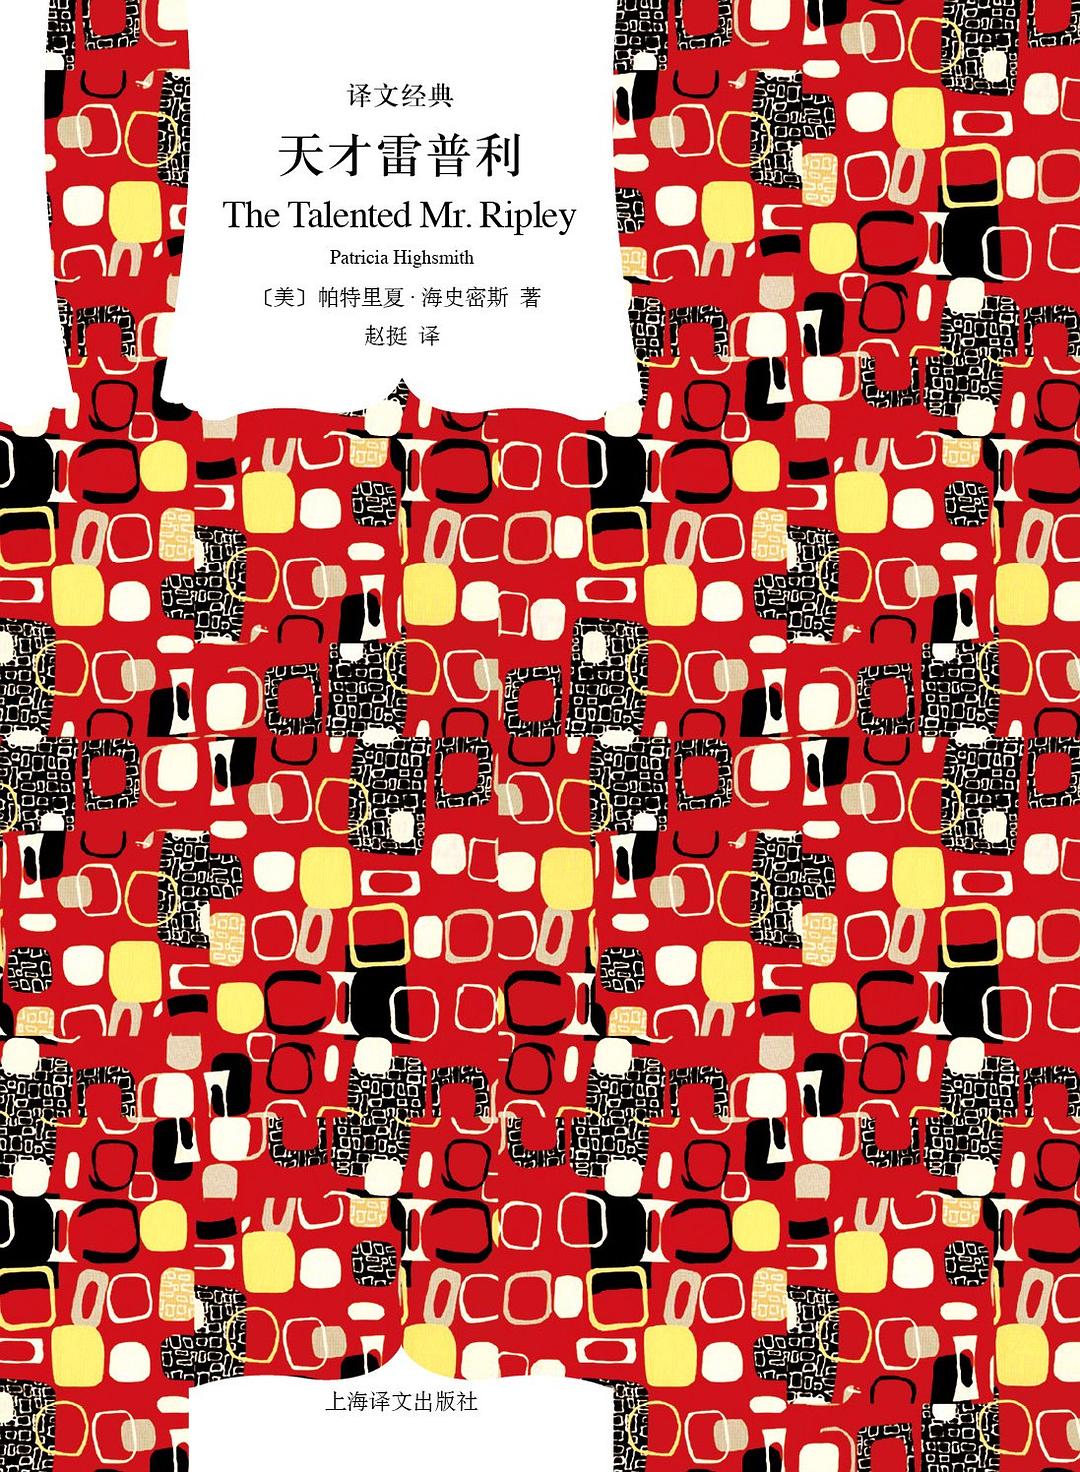 译文经典
天才雷普利
The Talented Mr. Ripley
Patricia Highsmith
〔美〕帕特里夏·海史密斯 著
赵挺 译
上海译文出版社